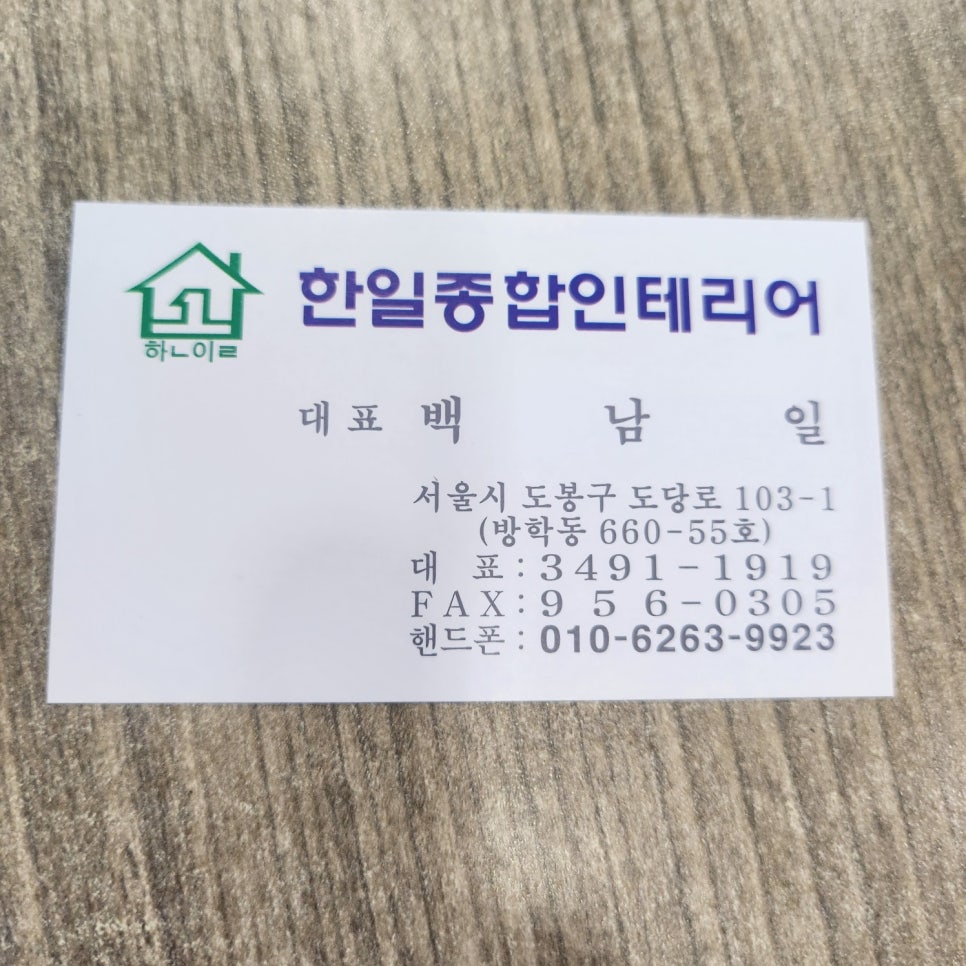 한일종합인테리어
하ㄴ이ㄹ
대표 백 남 일
서울시 도봉구 도당로 103-1
(방학동 660-55호)
대 표 : 3491-1919
FAX : 956-0305
핸드폰 : 010-6263-9923